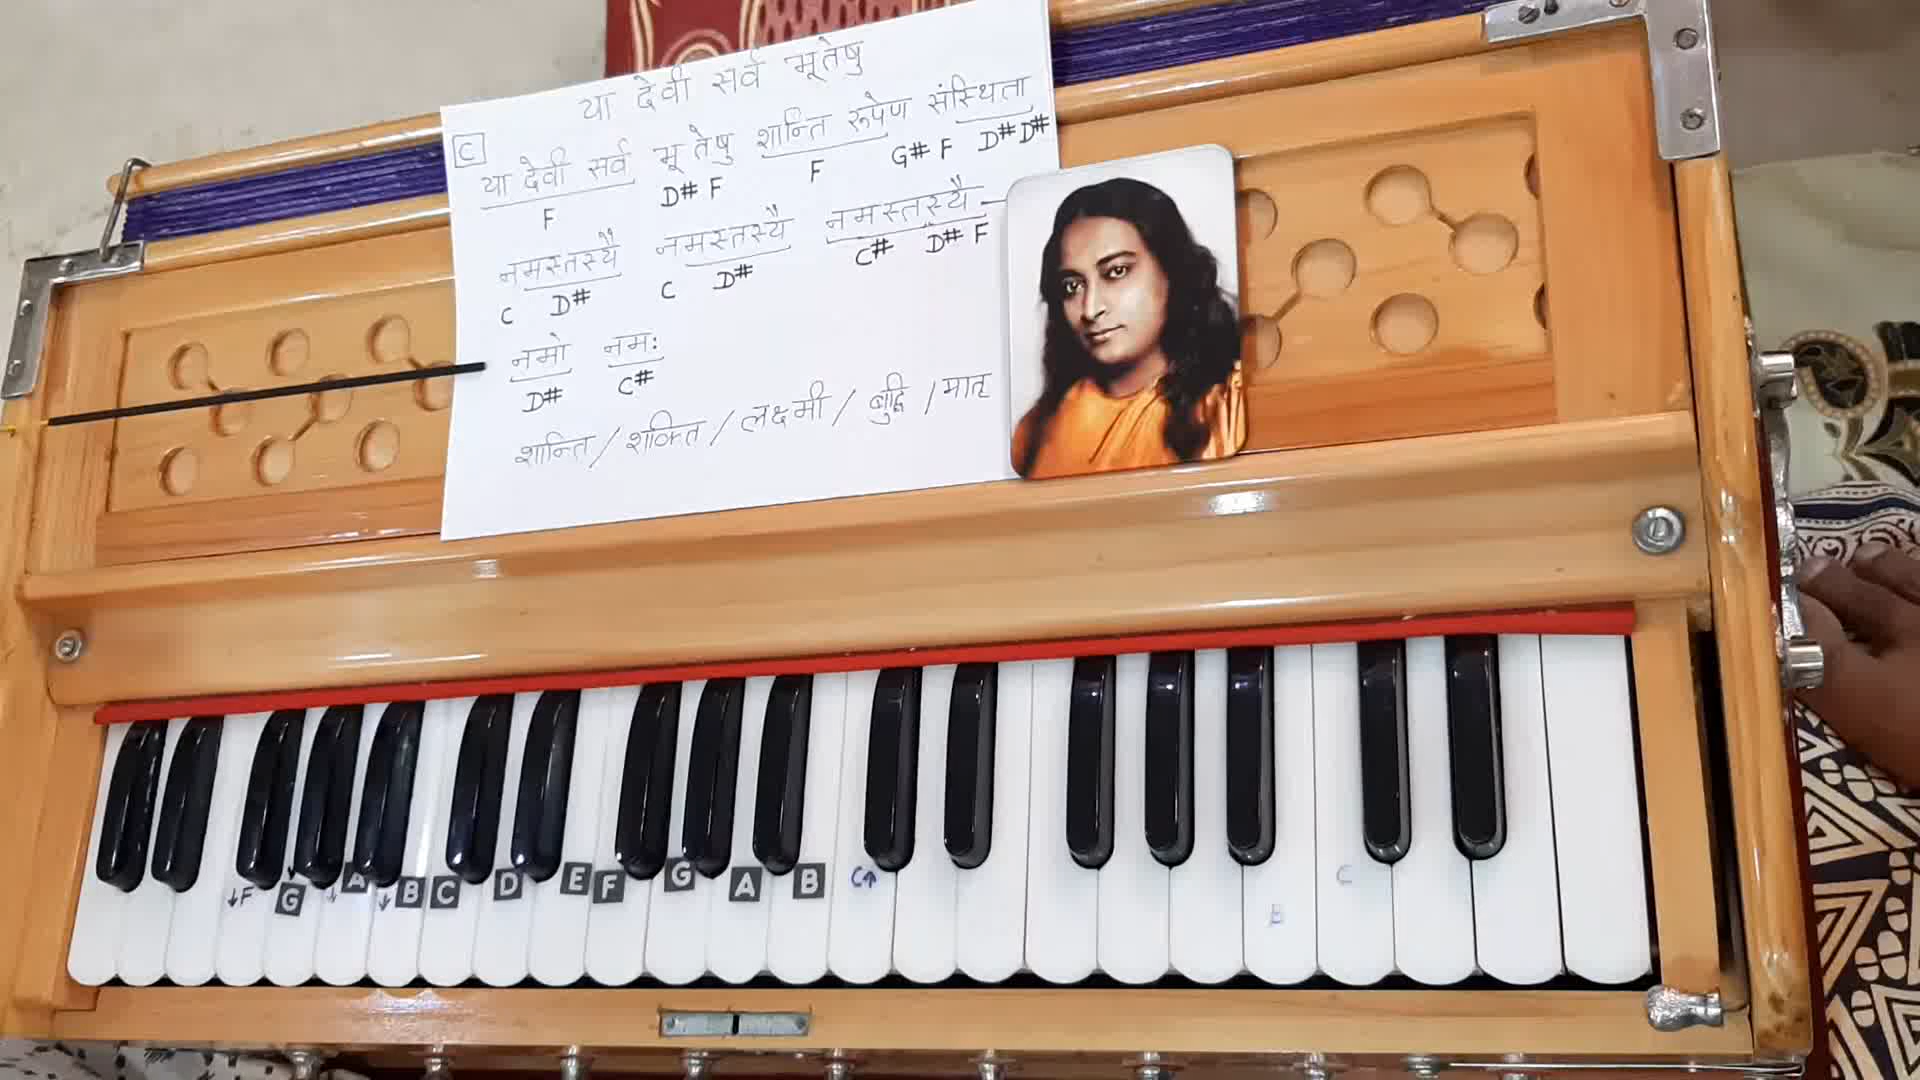 या देवी सर्व भूतेषु
C
या देवी सर्व भू तेषु शान्ति रूपेण संस्थिता
F D# F F G# F D# D#
नमस्तस्यै नमस्तस्यै नमस्तस्यै
C D# C D# C# D# F
नमो नमः
D# C#
शान्ति / शक्ति / लक्ष्मी / बुद्धि / मातृ
↓F G ↓ A ↓ B C D E F G A B C↑ C